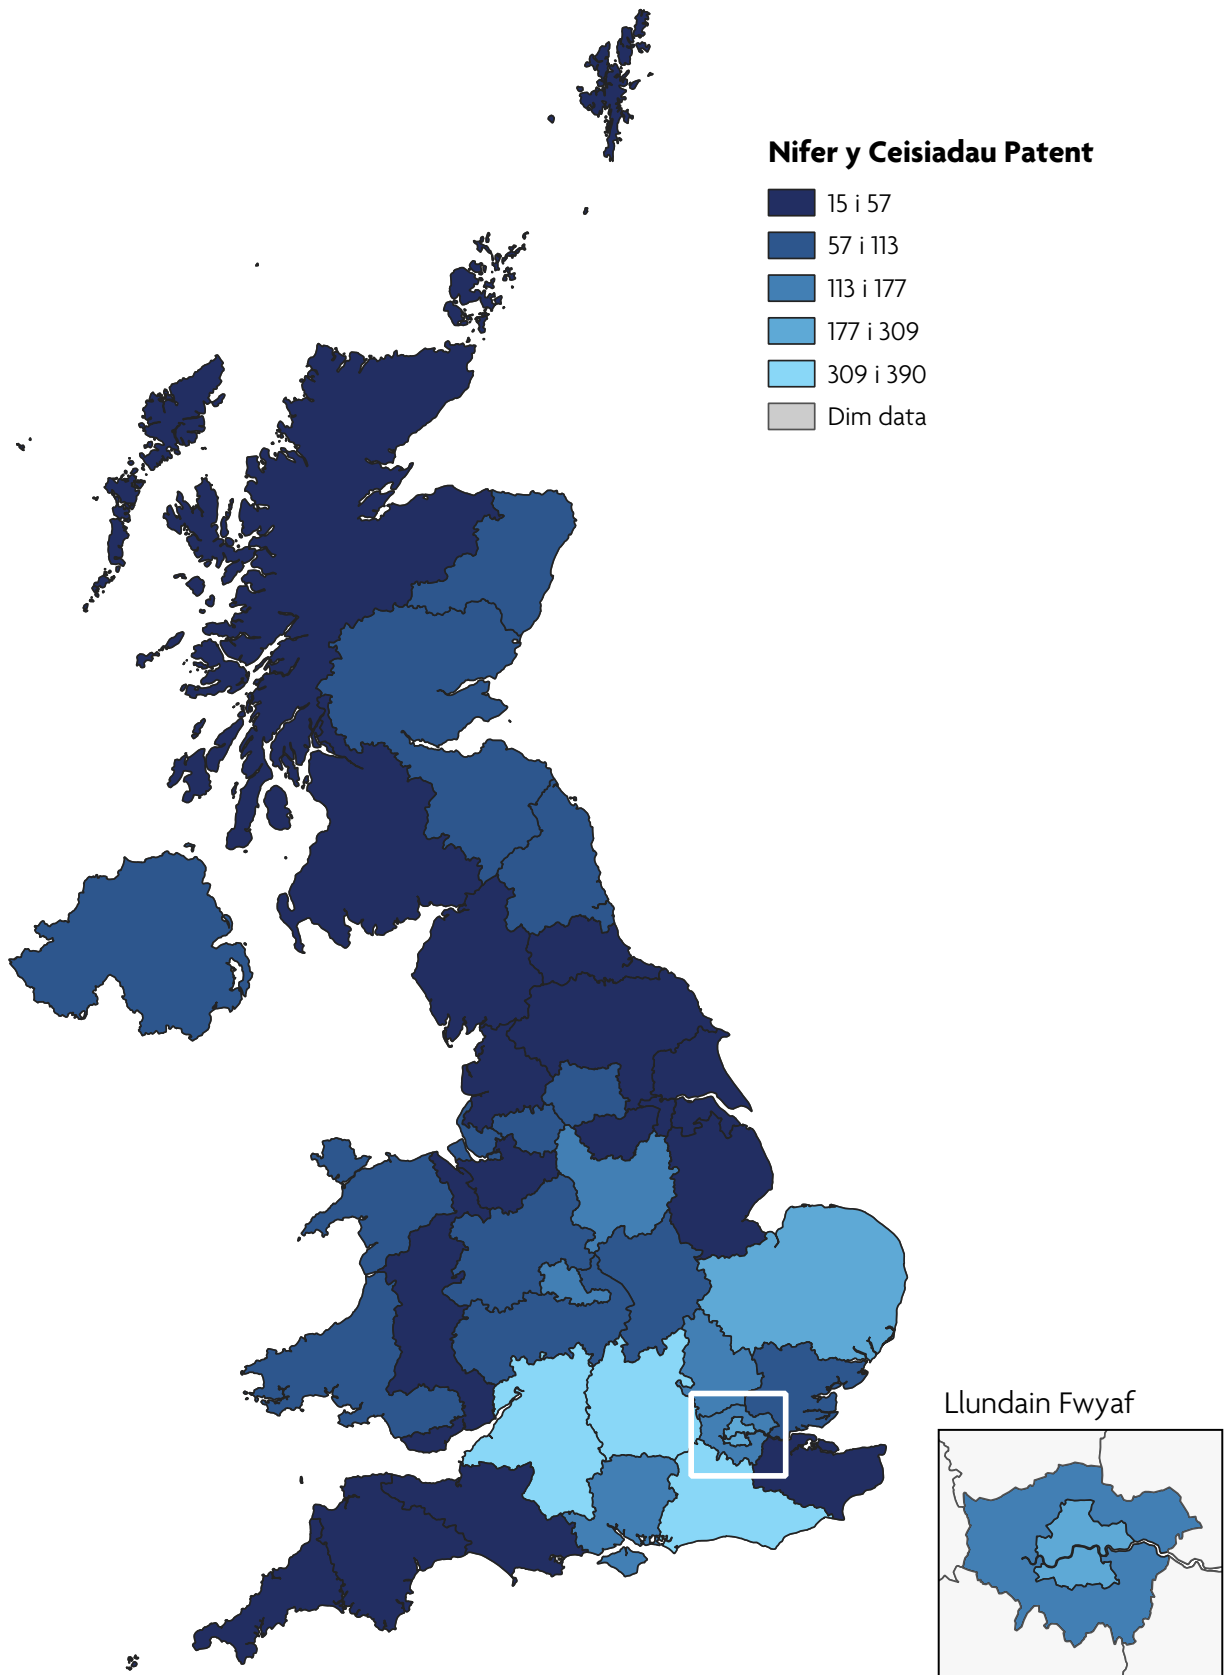 Nifer y Ceisiadau Patent
15 i 57
57 i 113
113 i 177
177 i 309
309 i 390
Dim data
Llundain Fwyaf